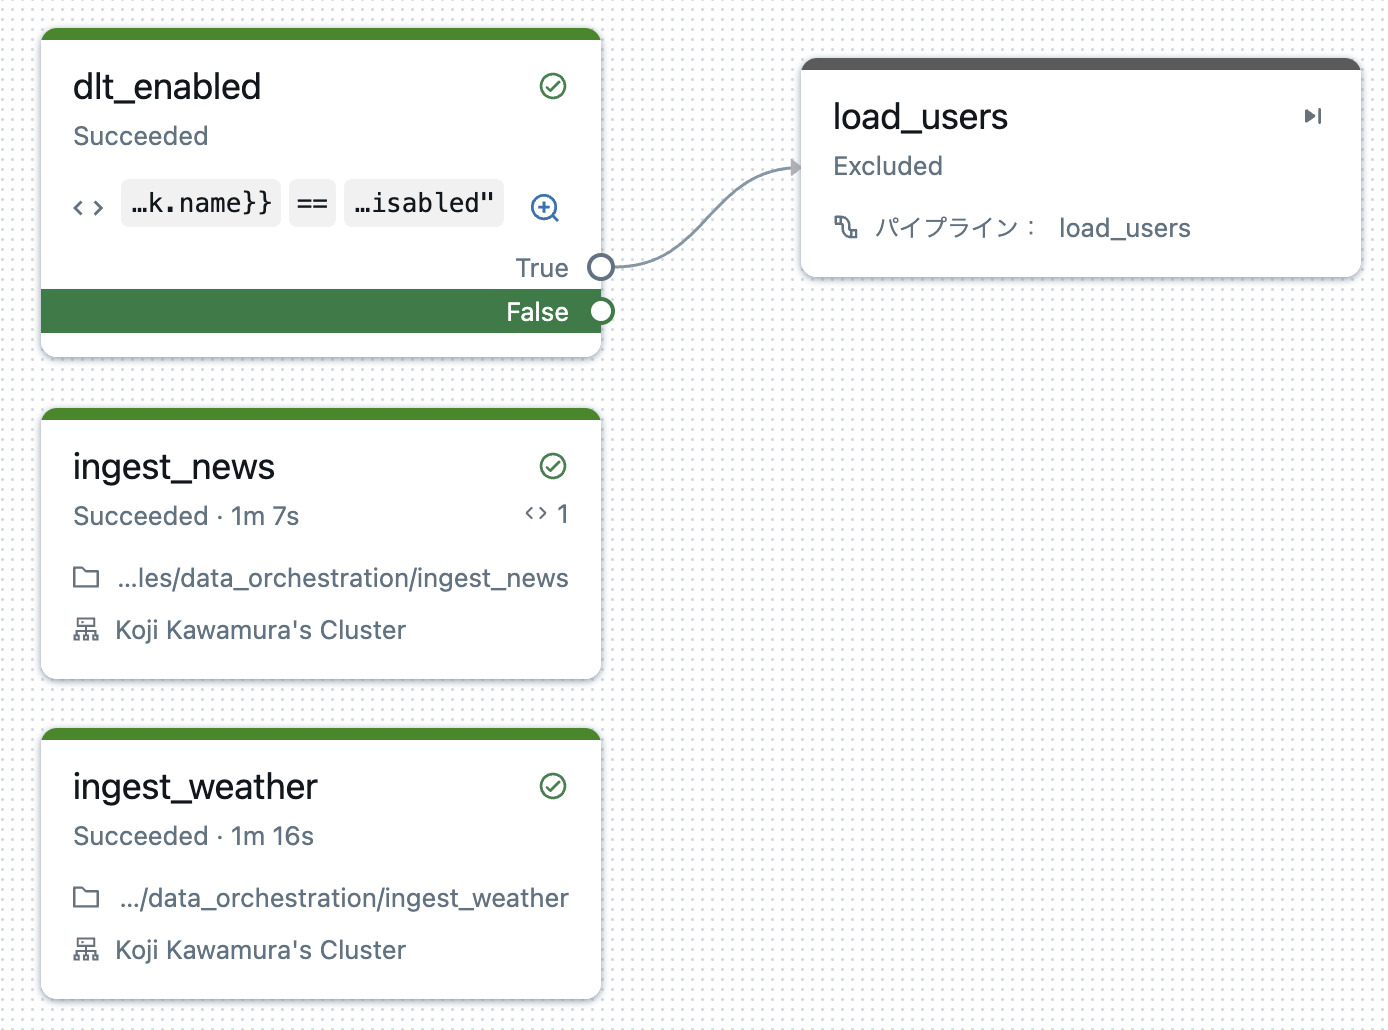 dlt_enabled
Succeeded
< > …k.name}} == …isabled"
True
False
load_users
Excluded
パイプライン： load_users
ingest_news
Succeeded · 1m 7s
<> 1
…les/data_orchestration/ingest_news
Koji Kawamura's Cluster
ingest_weather
Succeeded · 1m 16s
…/data_orchestration/ingest_weather
Koji Kawamura's Cluster